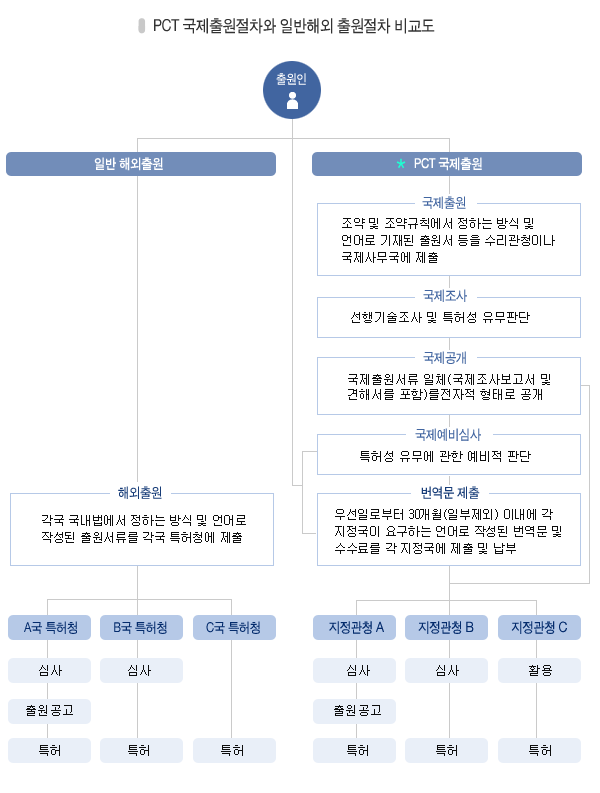 PCT 국제출원절차와 일반해외 출원절차 비교도
출원인
일반 해외출원
* PCT 국제출원
국제출원
조약 및 조약규칙에서 정하는 방식 및
언어로 기재된 출원서 등을 수리관청이나
국제사무국에 제출
국제조사
선행기술조사 및 특허성 유무판단
국제공개
국제출원서류 일체(국제조사보고서 및
견해서를 포함)를전자적 형태로 공개
국제예비심사
특허성 유무에 관한 예비적 판단
해외출원
각국 국내법에서 정하는 방식 및 언어로
작성된 출원서류를 각국 특허청에 제출
번역문 제출
우선일로부터 30개월(일부제외) 이내에 각
지정국이 요구하는 언어로 작성된 번역문 및
수수료를 각 지정국에 제출 및 납부
A국 특허청 B국 특허청 C국 특허청
지정관청 A 지정관청 B 지정관청 C
심사 심사
심사 심사 활용
출원공고
출원공고
특허 특허 특허
특허 특허 특허